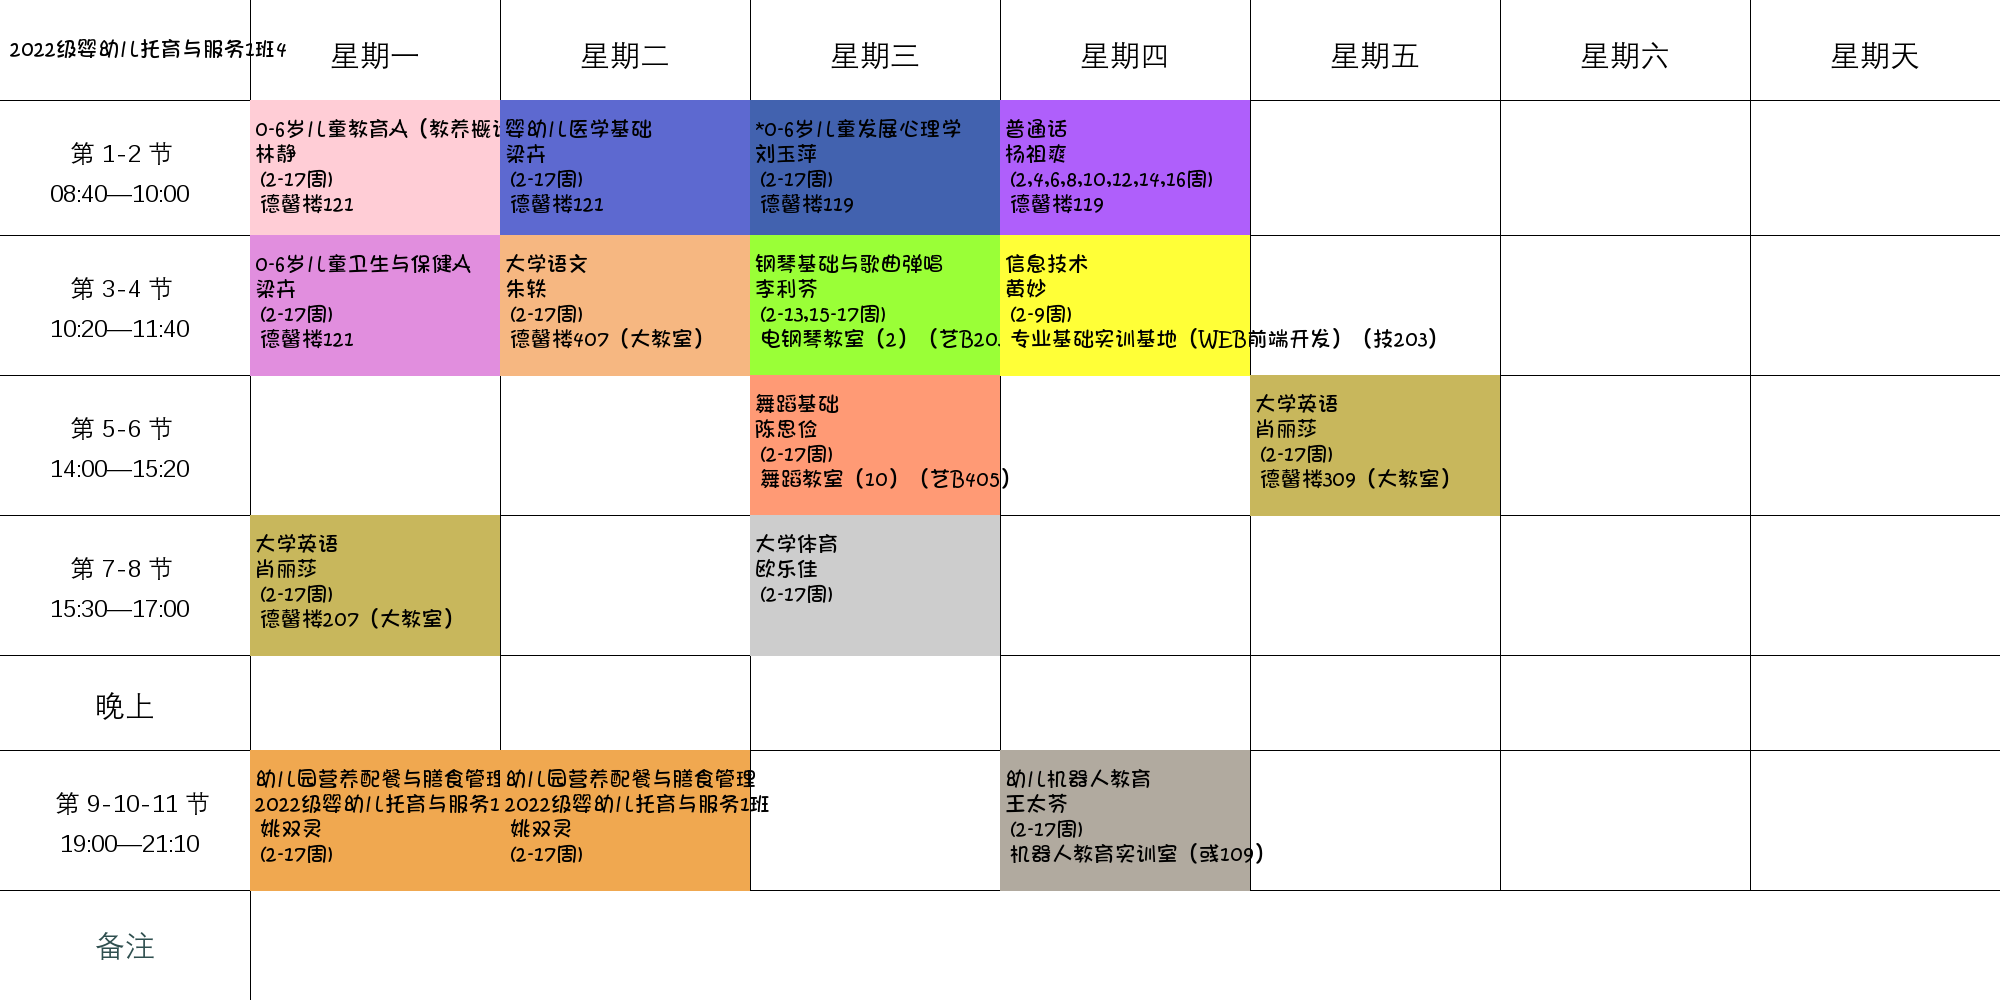 2022级婴幼儿托育与服务1班4
星期一
星期二
星期三
星期四
星期五
星期六
星期天
第 1-2 节
08:40—10:00
0-6岁儿童教育A（教养概
林静
(2-17周)
德馨楼121
婴幼儿医学基础
梁卉
(2-17周)
德馨楼121
*0-6岁儿童发展心理学
刘玉萍
(2-17周)
德馨楼119
普通话
杨祖爽
(2,4,6,8,10,12,14,16周)
德馨楼119
第 3-4 节
10:20—11:40
0-6岁儿童卫生与保健A
梁卉
(2-17周)
德馨楼121
大学语文
朱轶
(2-17周)
德馨楼407（大教室）
钢琴基础与歌曲弹唱
李利芬
(2-13,15-17周)
电钢琴教室（2）（艺B20
信息技术
黄妙
(2-9周)
专业基础实训基地（WEB前端开发）（技203）
第 5-6 节
14:00—15:20
舞蹈基础
陈思俭
(2-17周)
舞蹈教室（10）（艺B405）
大学英语
肖丽莎
(2-17周)
德馨楼309（大教室）
第 7-8 节
15:30—17:00
大学英语
肖丽莎
(2-17周)
德馨楼207（大教室）
大学体育
欧乐佳
(2-17周)
晚上
第 9-10-11 节
19:00—21:10
幼儿园营养配餐与膳食管理
2022级婴幼儿托育与服务1
姚双灵
(2-17周)
幼儿园营养配餐与膳食管理
2022级婴幼儿托育与服务1班
姚双灵
(2-17周)
幼儿机器人教育
王太芬
(2-17周)
机器人教育实训室（彧109）
备注